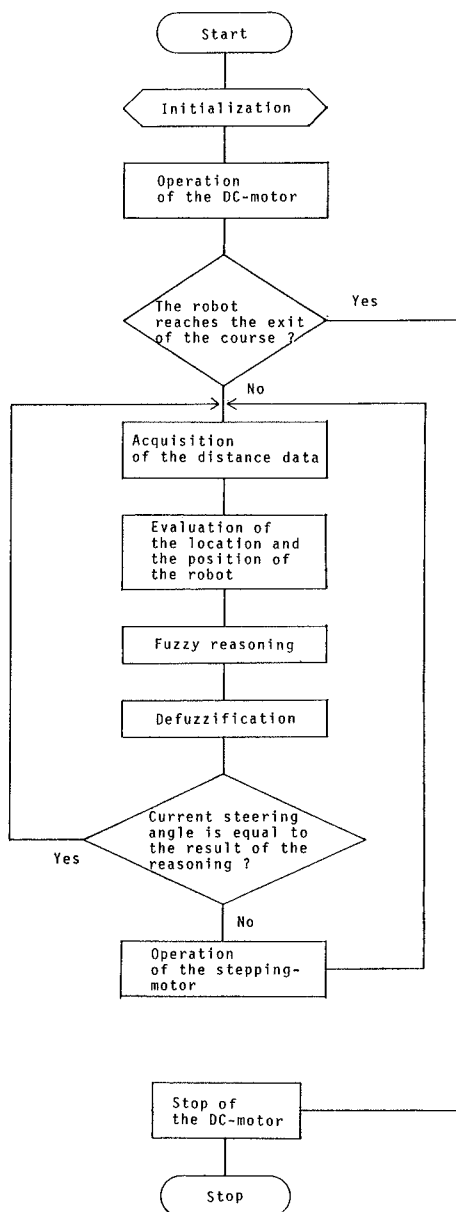 Start
Initialization
Operation
of the DC-motor
The robot
reaches the exit
of the course ?
Yes
No
Acquisition
of the distance data
Evaluation of
the location and
the position of
the robot
Fuzzy reasoning
Defuzzification
Current steering
angle is equal to
the result of the
reasoning ?
Yes
No
Operation
of the stepping-
motor
Stop of
the DC-motor
Stop